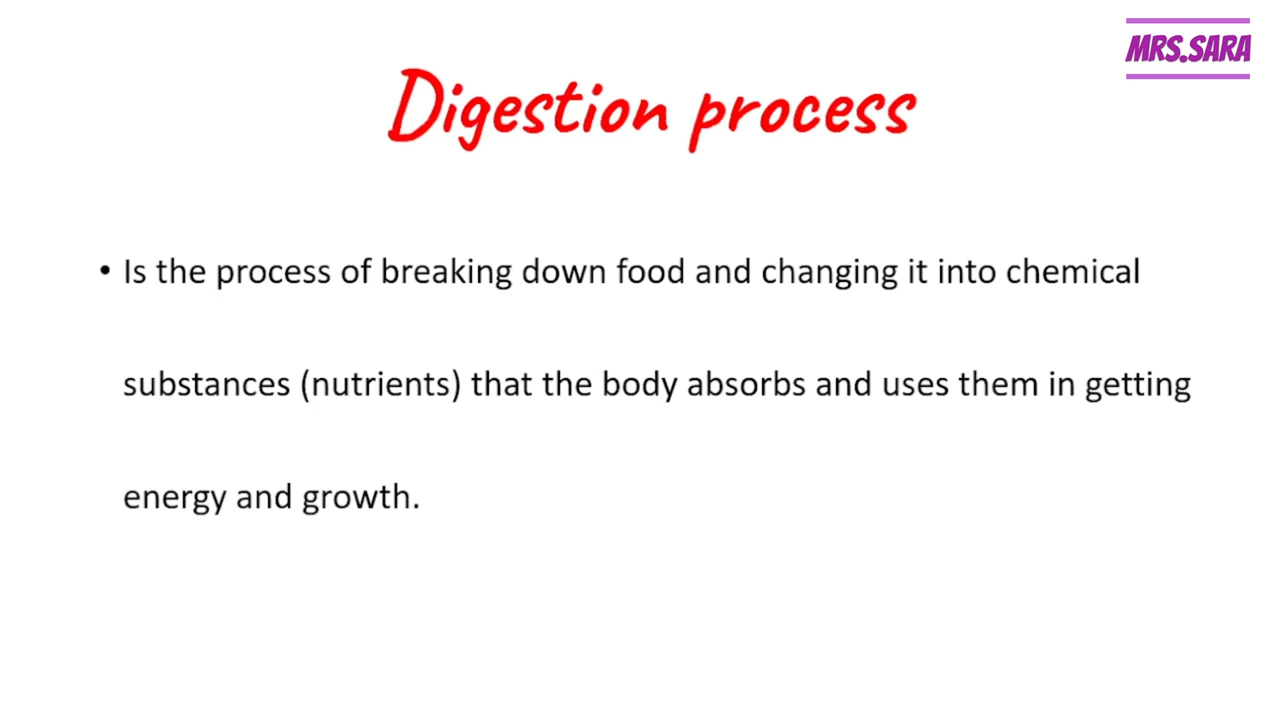 MRS.SARA
Digestion process
• Is the process of breaking down food and changing it into chemical
substances (nutrients) that the body absorbs and uses them in getting
energy and growth.